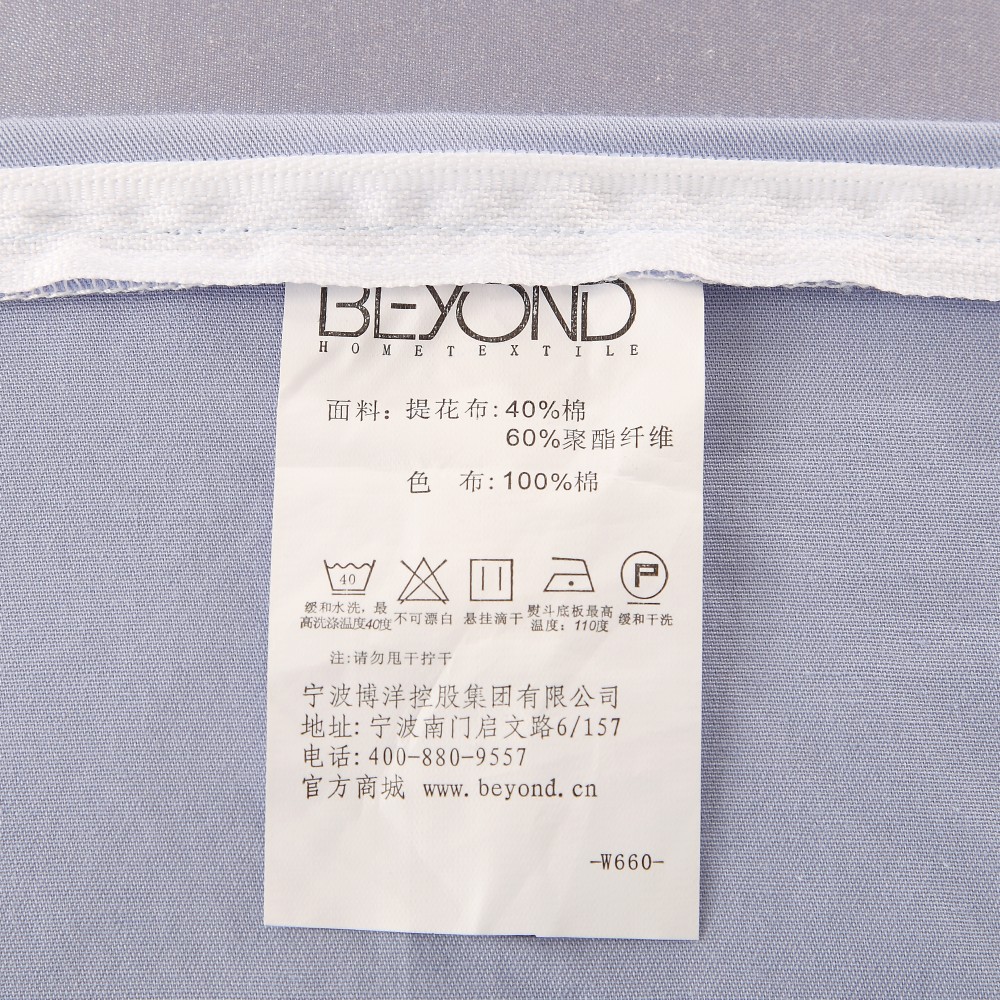 BEYOND
HOMETEXTILE
面料：提花布：40%棉
60%聚酯纤维
色 布：100%棉
40
P
缓和水洗，最
高洗涤温度40度
不可漂白
悬挂滴干
熨斗底板最高
温度：110度
缓和干洗
注：请勿甩干拧干
宁波博洋控股集团有限公司
地址：宁波南门启文路6/157
电话：400-880-9557
官方商城 www.beyond.cn
-W660-